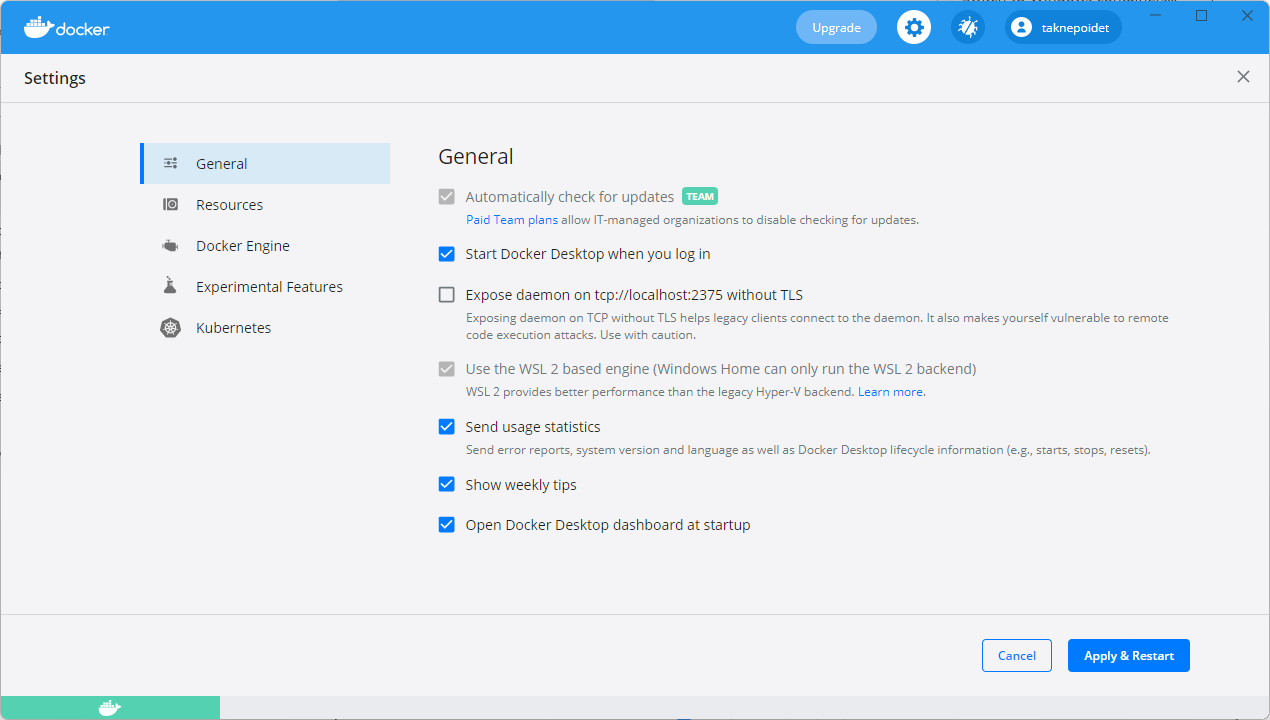 docker
Upgrade
taknepoidet
Settings
General
Resources
Docker Engine
Experimental Features
Kubernetes
General
Automatically check for updates TEAM
Paid Team plans allow IT-managed organizations to disable checking for updates.
Start Docker Desktop when you log in
Expose daemon on tcp://localhost:2375 without TLS
Exposing daemon on TCP without TLS helps legacy clients connect to the daemon. It also makes yourself vulnerable to remote
code execution attacks. Use with caution.
Use the WSL 2 based engine (Windows Home can only run the WSL 2 backend)
WSL 2 provides better performance than the legacy Hyper-V backend. Learn more.
Send usage statistics
Send error reports, system version and language as well as Docker Desktop lifecycle information (e.g., starts, stops, resets).
Show weekly tips
Open Docker Desktop dashboard at startup
Cancel
Apply & Restart